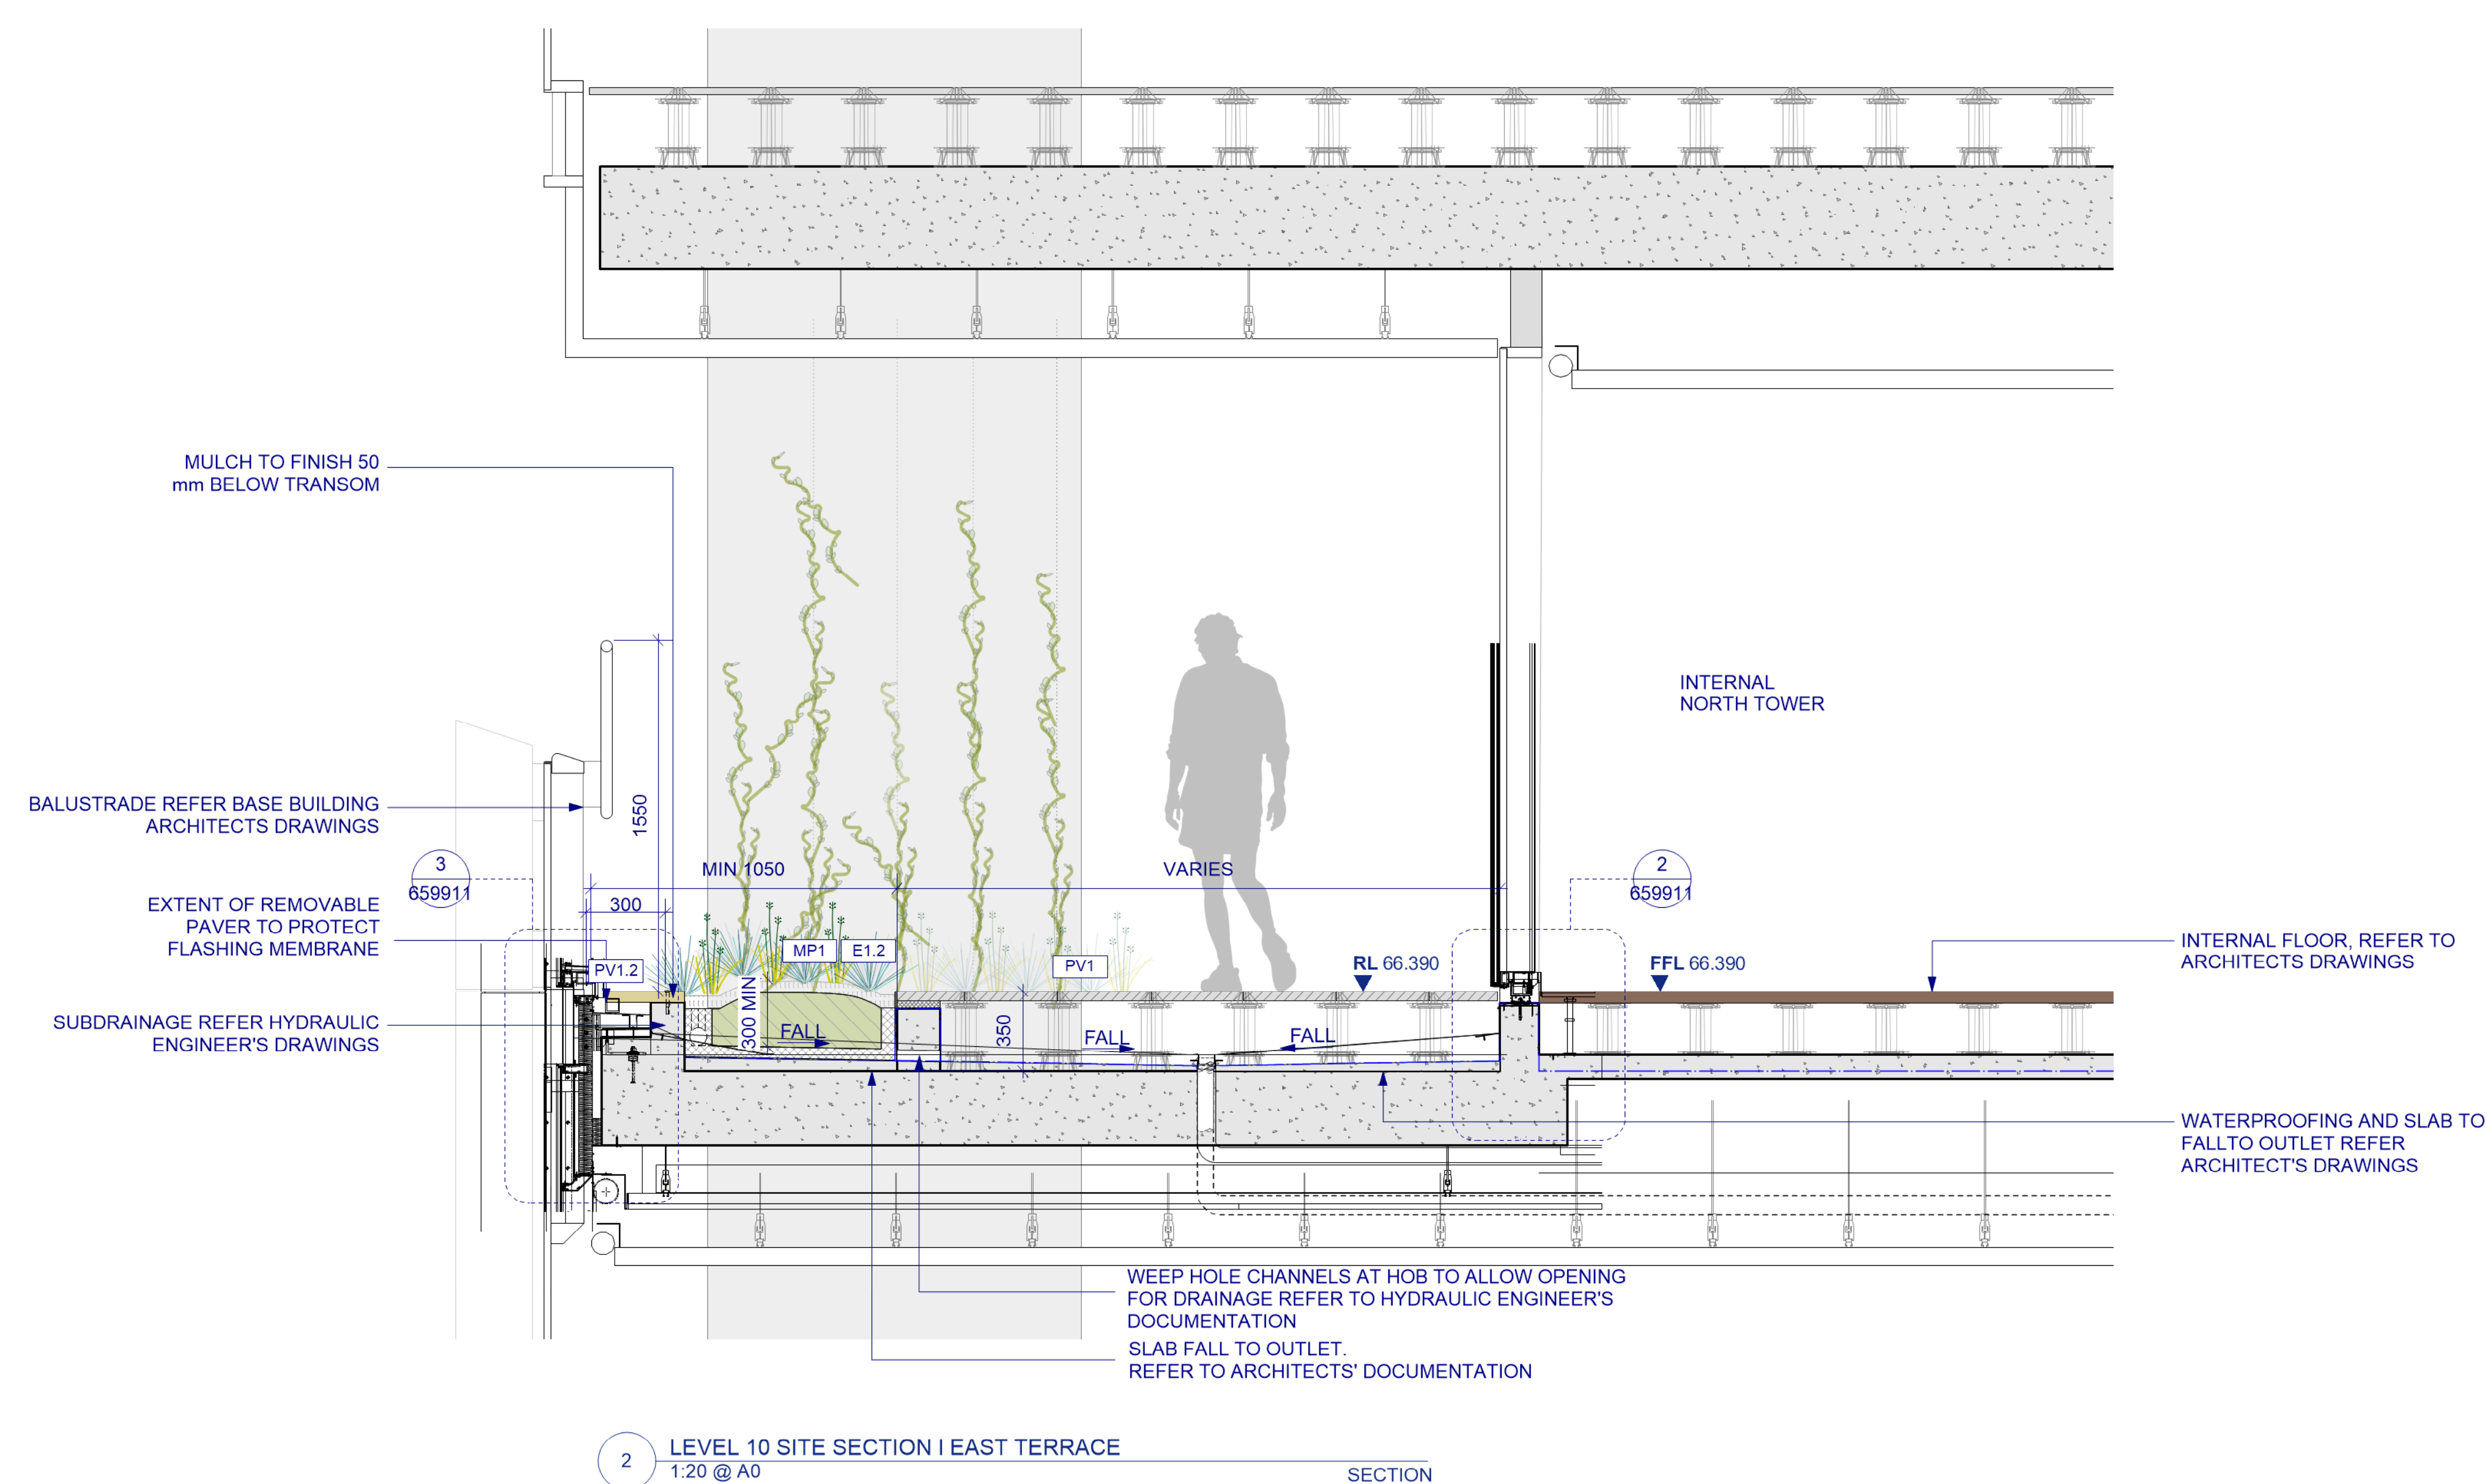 MULCH TO FINISH 50
mm BELOW TRANSOM
BALUSTRADE REFER BASE BUILDING
ARCHITECTS DRAWINGS
3
659911
EXTENT OF REMOVABLE
PAVER TO PROTECT
FLASHING MEMBRANE
SUBDRAINAGE REFER HYDRAULIC
ENGINEER'S DRAWINGS
1550
MIN 1050
300
VARIES
PV1.2
MP1
E1.2
PV1
300 MIN
FALL
350
FALL
FALL
RL 66.390
FFL 66.390
2
659911
INTERNAL
NORTH TOWER
INTERNAL FLOOR, REFER TO
ARCHITECTS DRAWINGS
WATERPROOFING AND SLAB TO
FALLTO OUTLET REFER
ARCHITECT'S DRAWINGS
WEEP HOLE CHANNELS AT HOB TO ALLOW OPENING
FOR DRAINAGE REFER TO HYDRAULIC ENGINEER'S
DOCUMENTATION
SLAB FALL TO OUTLET.
REFER TO ARCHITECTS' DOCUMENTATION
2
LEVEL 10 SITE SECTION I EAST TERRACE
1:20 @ A0
SECTION